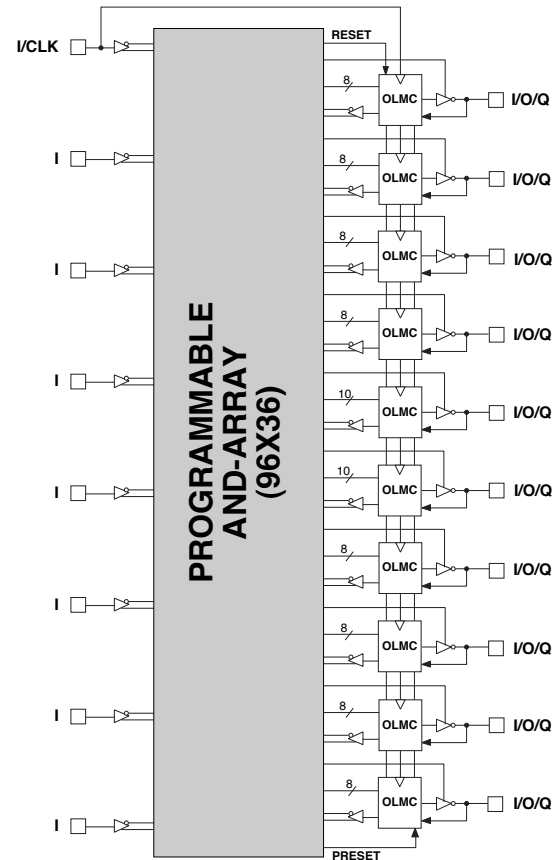 RESET
I/CLK
8
OLMC
I/O/Q
I
8
OLMC
I/O/Q
I
8
OLMC
I/O/Q
I
8
OLMC
I/O/Q
I
10
OLMC
I/O/Q
PROGRAMMABLE
AND-ARRAY
(96X36)
I
10
OLMC
I/O/Q
I
8
OLMC
I/O/Q
I
8
OLMC
I/O/Q
8
OLMC
I/O/Q
I
8
OLMC
I/O/Q
PRESET